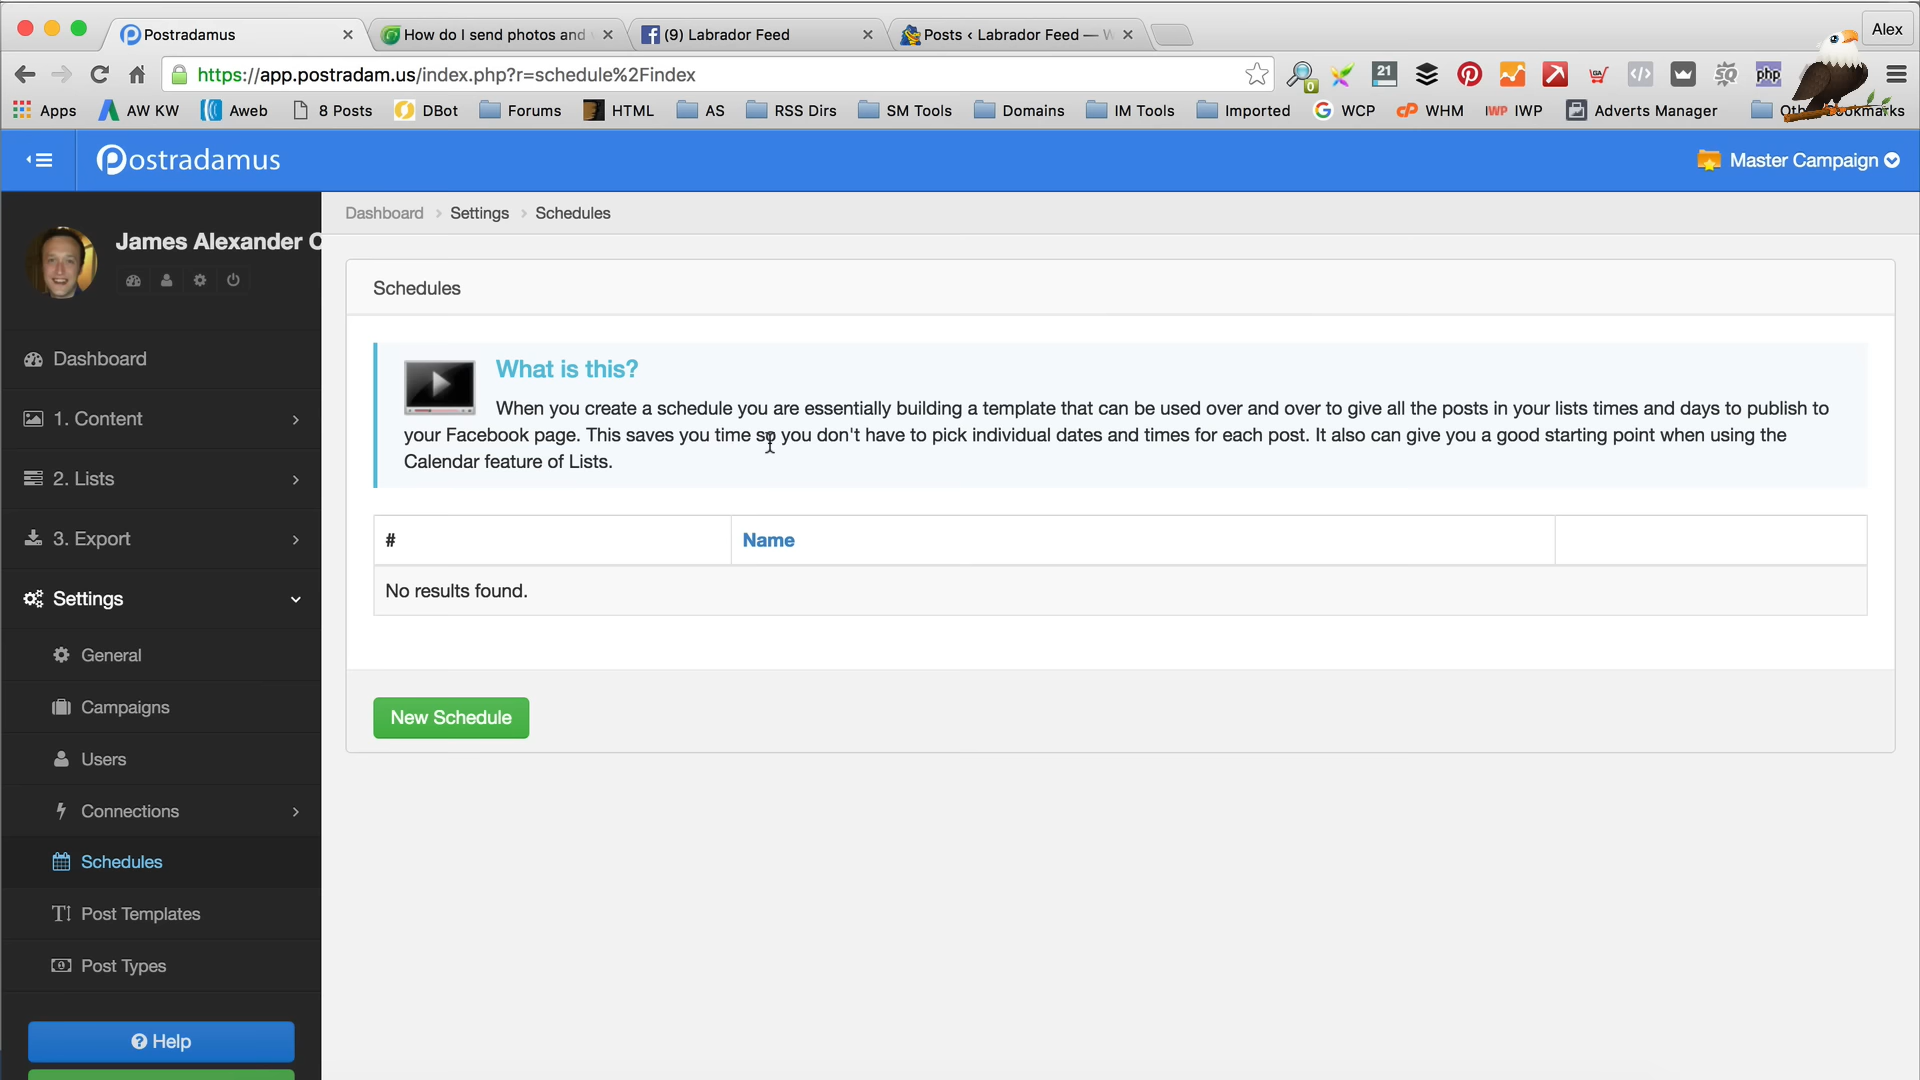 Postradamus
How do I send photos and
(9) Labrador Feed
Posts ‹ Labrador Feed — W
Alex
https://app.postradam.us/index.php?r=schedule%2Findex
0
21
php
Apps
AW KW
Aweb
8 Posts
DBot
Forums
HTML
AS
RSS Dirs
SM Tools
Domains
IM Tools
Imported
WCP
WHM
IWP
Adverts Manager
Postradamus
Master Campaign
James Alexander C
Dashboard
Settings
Schedules
Schedules
What is this?
When you create a schedule you are essentially building a template that can be used over and over to give all the posts in your lists times and days to publish to
your Facebook page. This saves you time so you don't have to pick individual dates and times for each post. It also can give you a good starting point when using the
Calendar feature of Lists.
#
Name
No results found.
New Schedule
Dashboard
1. Content
2. Lists
3. Export
Settings
General
Campaigns
Users
Connections
Schedules
Post Templates
Post Types
Help